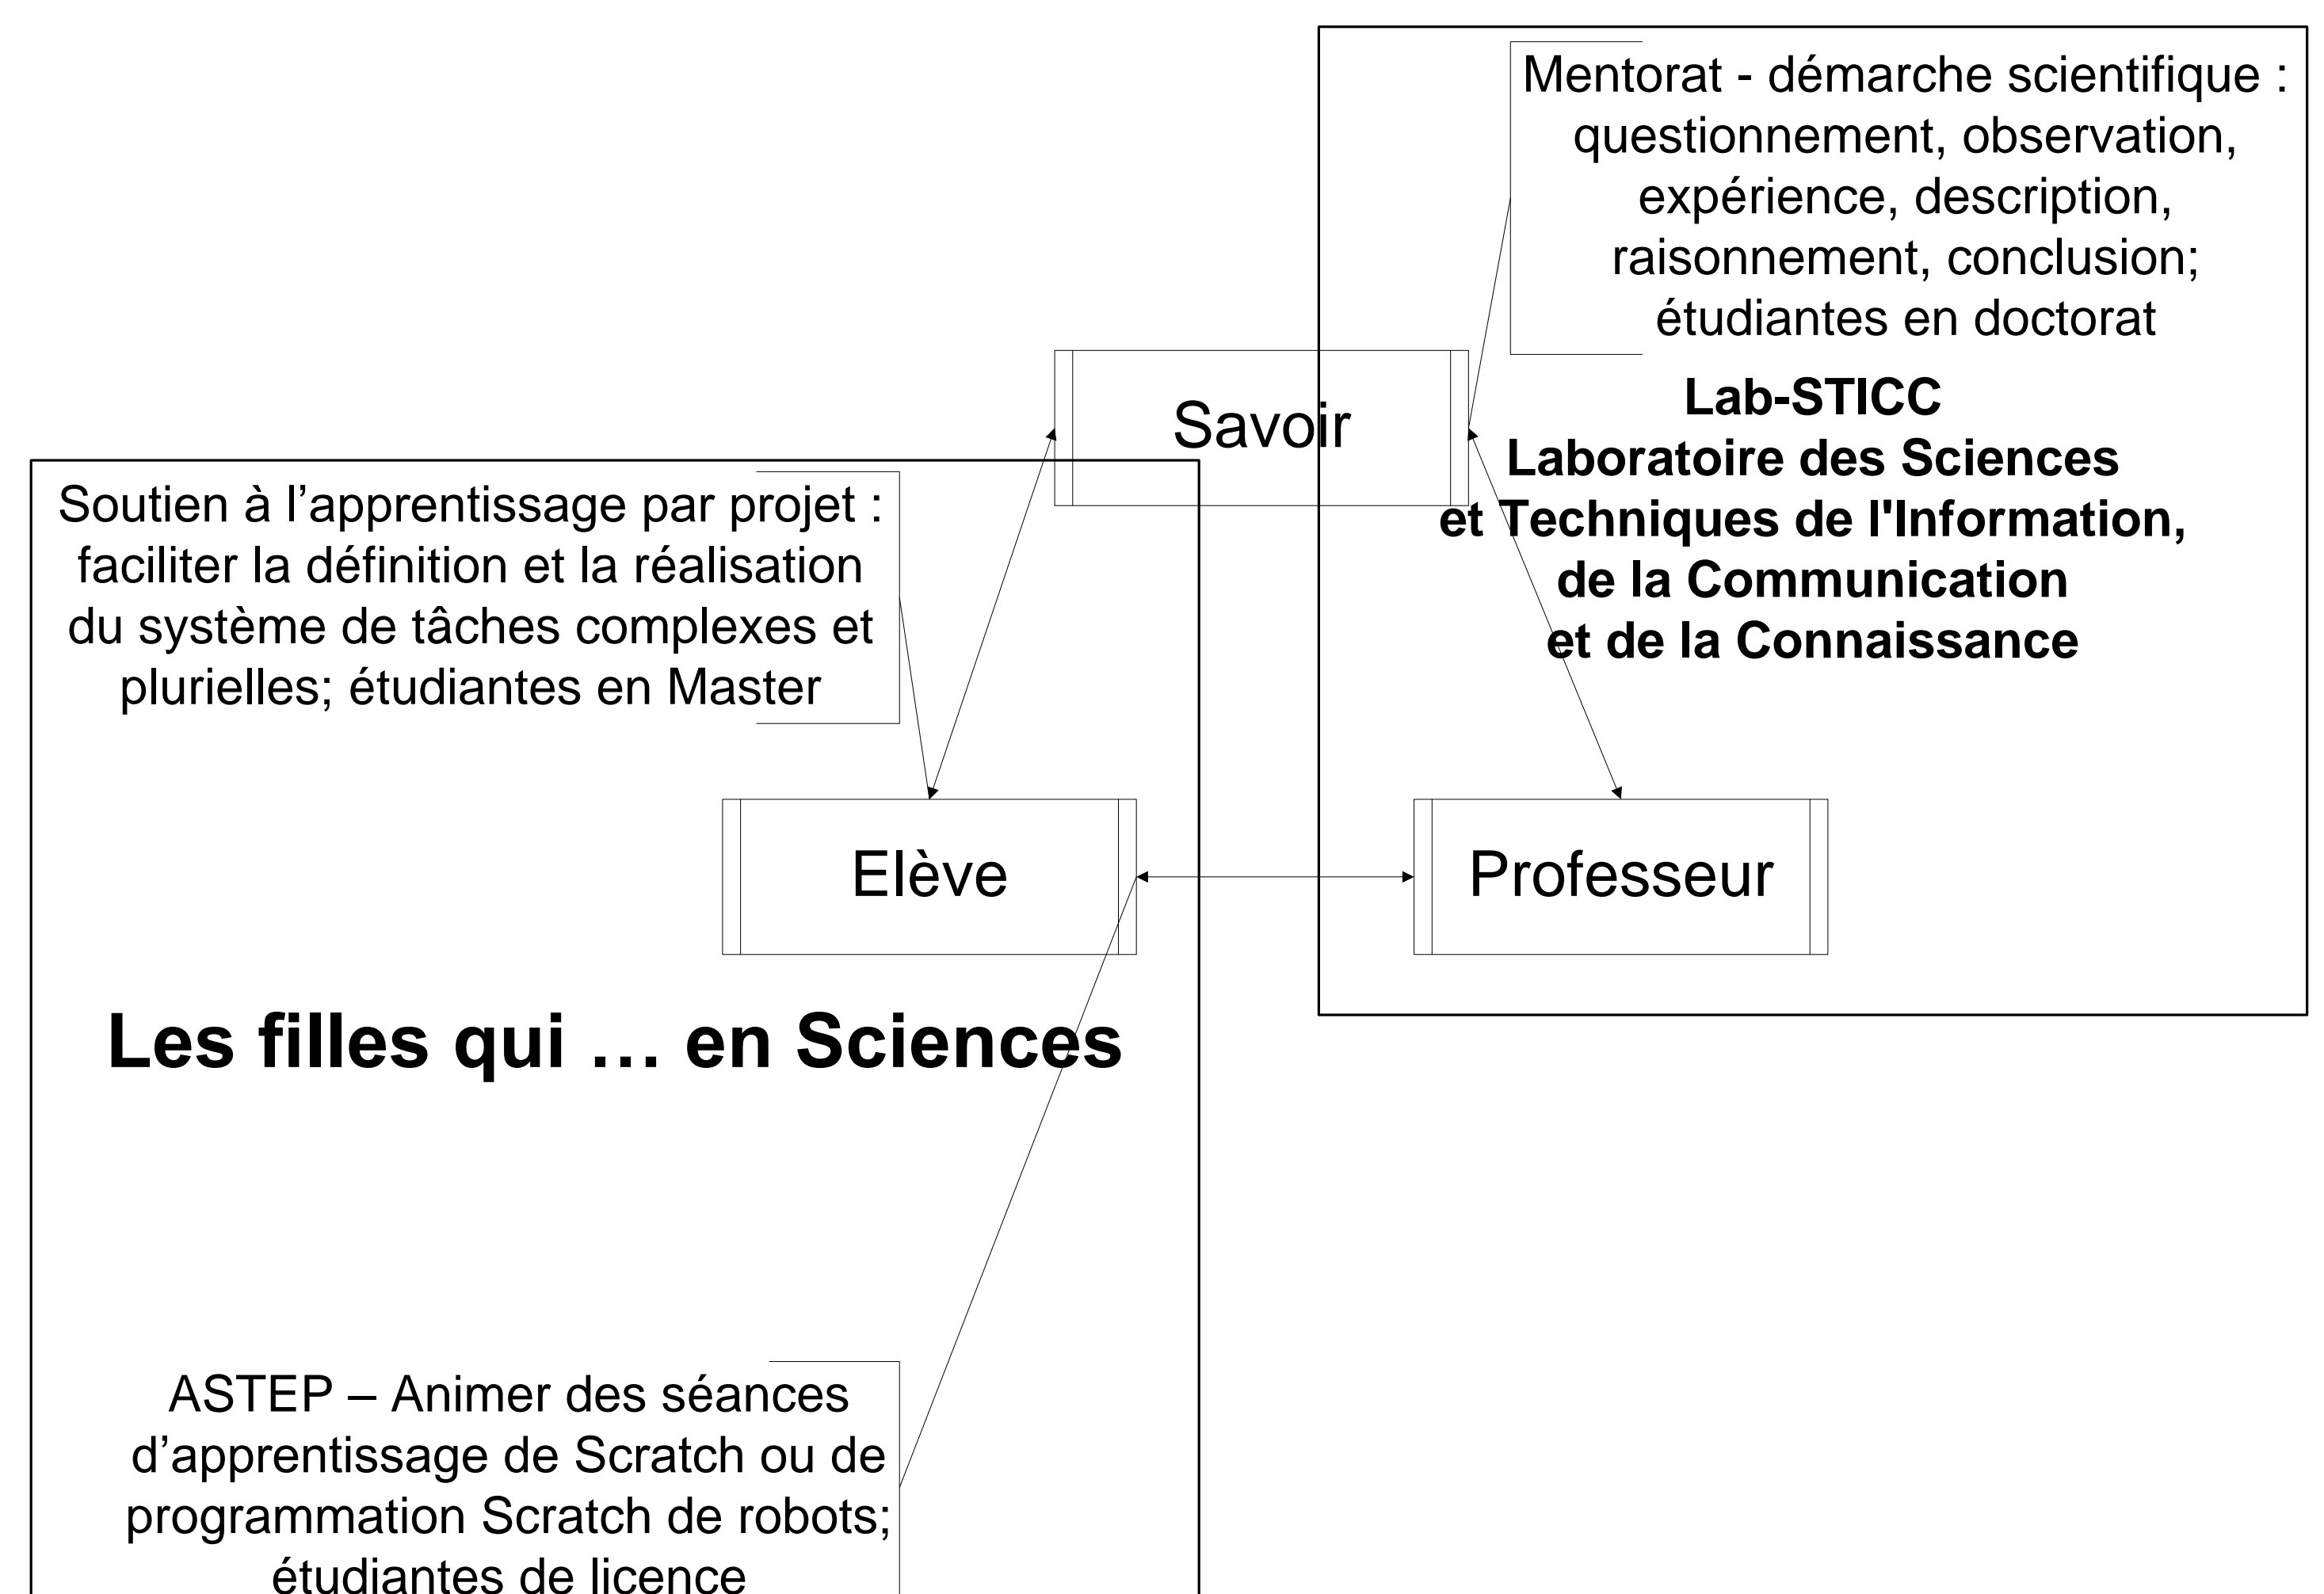 Mentorat - démarche scientifique :
questionnement, observation,
expérience, description,
raisonnement, conclusion;
étudiantes en doctorat
Lab-STICC
Laboratoire des Sciences
et Techniques de l'Information,
de la Communication
et de la Connaissance
Savoir
Soutien à l’apprentissage par projet :
faciliter la définition et la réalisation
du système de tâches complexes et
plurielles; étudiantes en Master
Elève
Professeur
Les filles qui … en Sciences
ASTEP – Animer des séances
d’apprentissage de Scratch ou de
programmation Scratch de robots;
étudiantes de licence